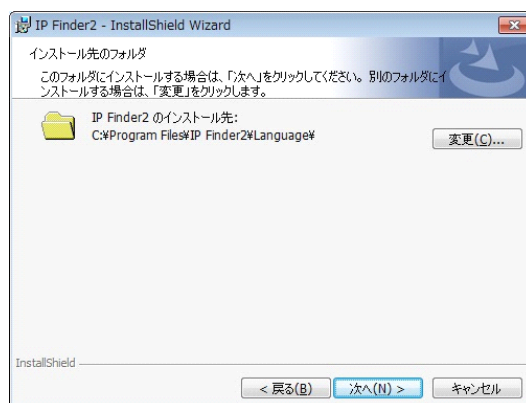 IP Finder2 - InstallShield Wizard
インストール先のフォルダ
このフォルダにインストールする場合は、「次へ」をクリックしてください。別のフォルダにイ
ンストールする場合は、「変更」をクリックします。
IP Finder2 のインストール先:
C:¥Program Files¥IP Finder2¥Language¥
変更(C)...
InstallShield
< 戻る(B)
次へ(N) >
キャンセル